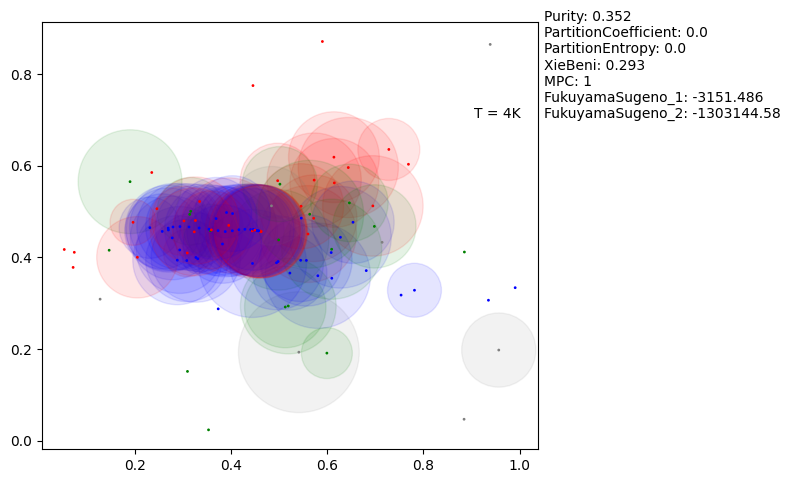 Purity: 0.352
PartitionCoefficient: 0.0
PartitionEntropy: 0.0
XieBeni: 0.293
MPC: 1
FukuyamaSugeno_1: -3151.486
FukuyamaSugeno_2: -1303144.58
T = 4K
0.8
0.6
0.4
0.2
0.0
0.2 0.4 0.6 0.8 1.0